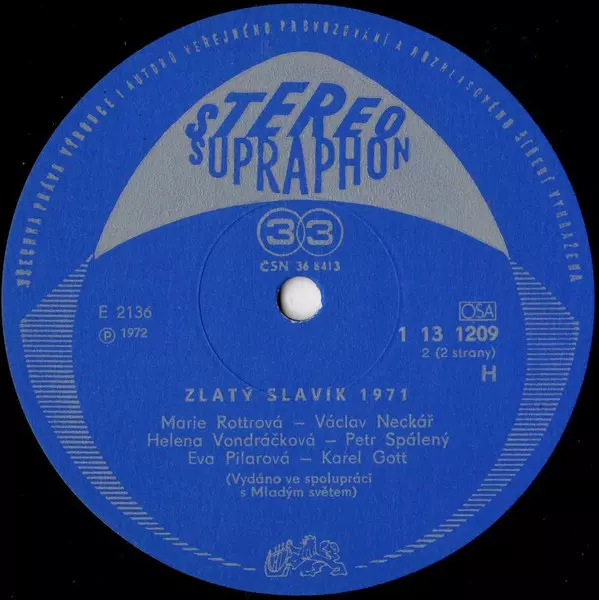 VŠECHNA PRÁVA VÝROBCE I AUTORŮ VEŘEJNÉHO PROVOZOVÁNÍ A ROZHLASOVÉHO ŠÍŘENÍ VYHRAZENA
STEREO
SUPRAPHON
33
ČSN 36 8413
E 2136
OSA
Ⓟ 1972
1 13 1209
2 (2 strany)
H
ZLATÝ SLAVÍK 1971
Marie Rottrová – Václav Neckář
Helena Vondráčková – Petr Spálený
Eva Pilarová – Karel Gott
(Vydáno ve spolupráci
s Mladým světem)